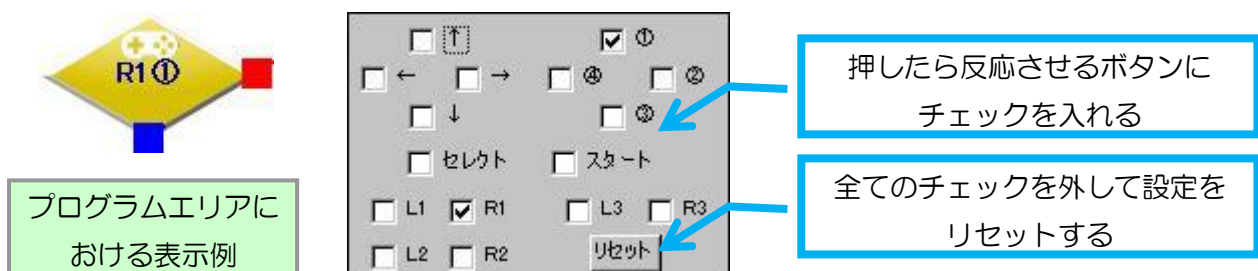 R1①
プログラムエリアに
おける表示例
↑ ①
← → ④ ②
↓ ③
セレクト スタート
L1 R1 L3 R3
L2 R2 リセット
押したら反応させるボタンに
チェックを入れる
全てのチェックを外して設定を
リセットする